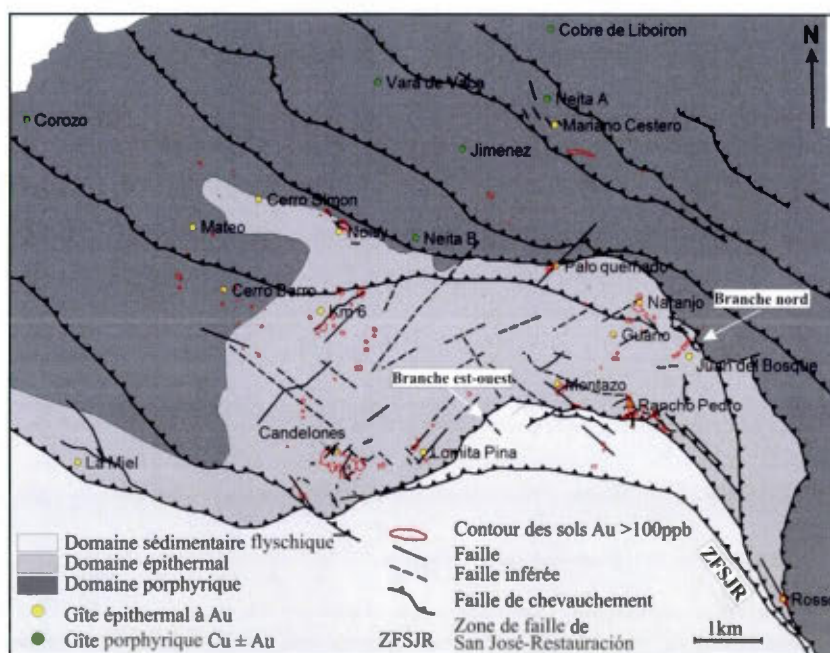 Cobre de Liboiron
N
Vara de Vaca
Neita A
Corozo
Mariano Cestero
Jimenez
Cerro Simon
Mateo
Noisy
Neita B
Palo quemado
Cerro Barro
Naranjo
Branche nord
Km 6
Guano
Juan del Bosque
Branche est-ouest
Montazo
Rancho Pedro
Candelones
Lomita Pina
La Miel
Domaine sédimentaire flyschique
Domaine épithermal
Domaine porphyrique
Gîte épithermal à Au
Gîte porphyrique Cu ± Au
Contour des sols Au >100ppb
Faille
Faille inférée
Faille de chevauchement
ZFSJR
Zone de faille de
San José-Restauración
ZFSJR
Rosso
1km